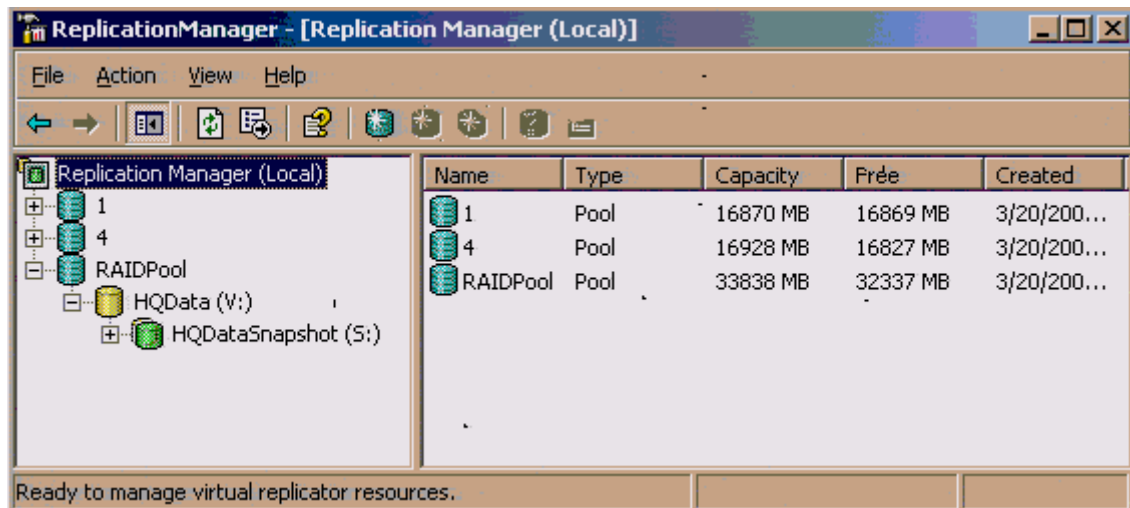 ReplicationManager - [Replication Manager (Local)]
File Action View Help
Replication Manager (Local)
1
4
RAIDPool
HQData (V:)
HQDataSnapshot (S:)
Name Type Capacity Frée Created
1 Pool 16870 MB 16869 MB 3/20/200...
4 Pool 16928 MB 16827 MB 3/20/200...
RAIDPool Pool 33838 MB 32337 MB 3/20/200...
Ready to manage virtual replicator resources.